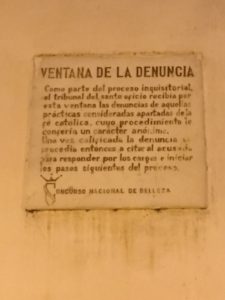 VENTANA DE LA DENUNCIA
Como parte del proceso inquisitorial,
el tribunal del santo oficio recibía por
esta ventana las denuncias de aquellas
prácticas consideradas apartadas de la
fé católica, cuyo procedimiento le
confería un carácter anónimo.
Una vez calificada la denuncia se
procedía entonces a citar al acusado
para responder por los cargos e iniciar
los pasos siguientes del proceso.
CONCURSO NACIONAL DE BELLEZA